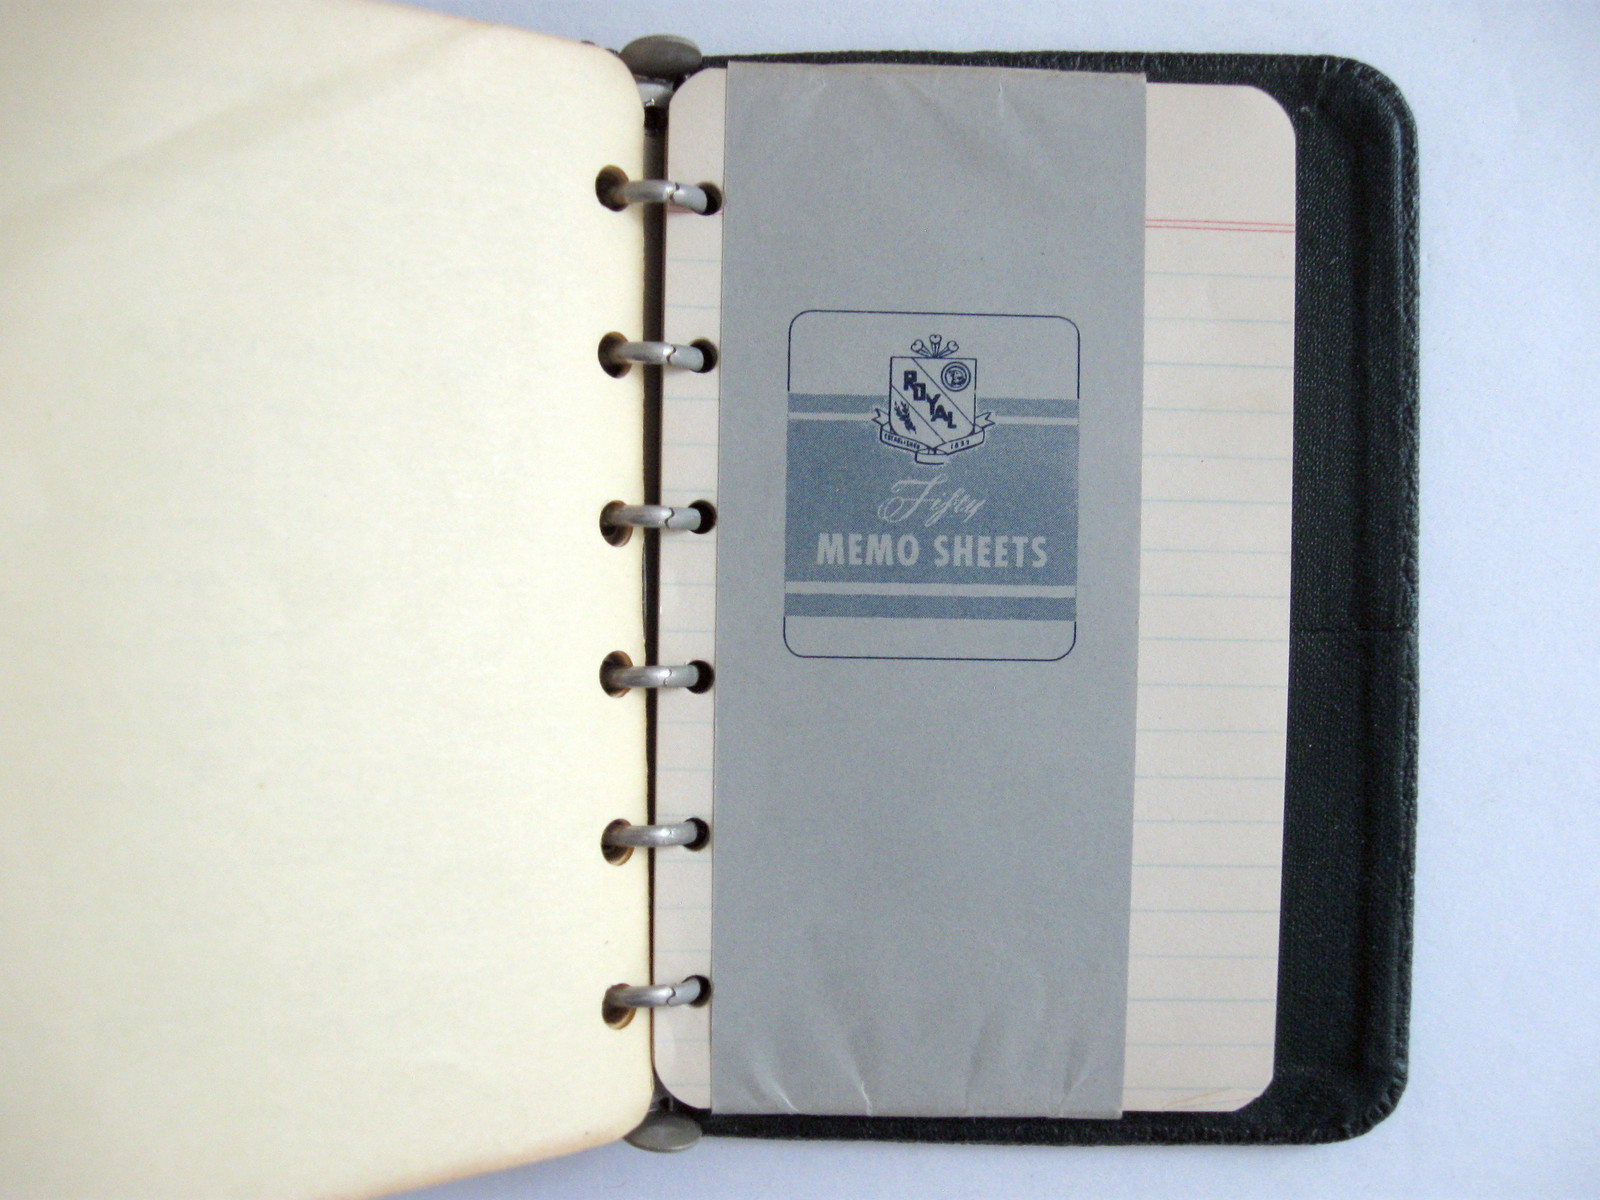 ROYAL
ESTABLISHED
Fifty
MEMO SHEETS